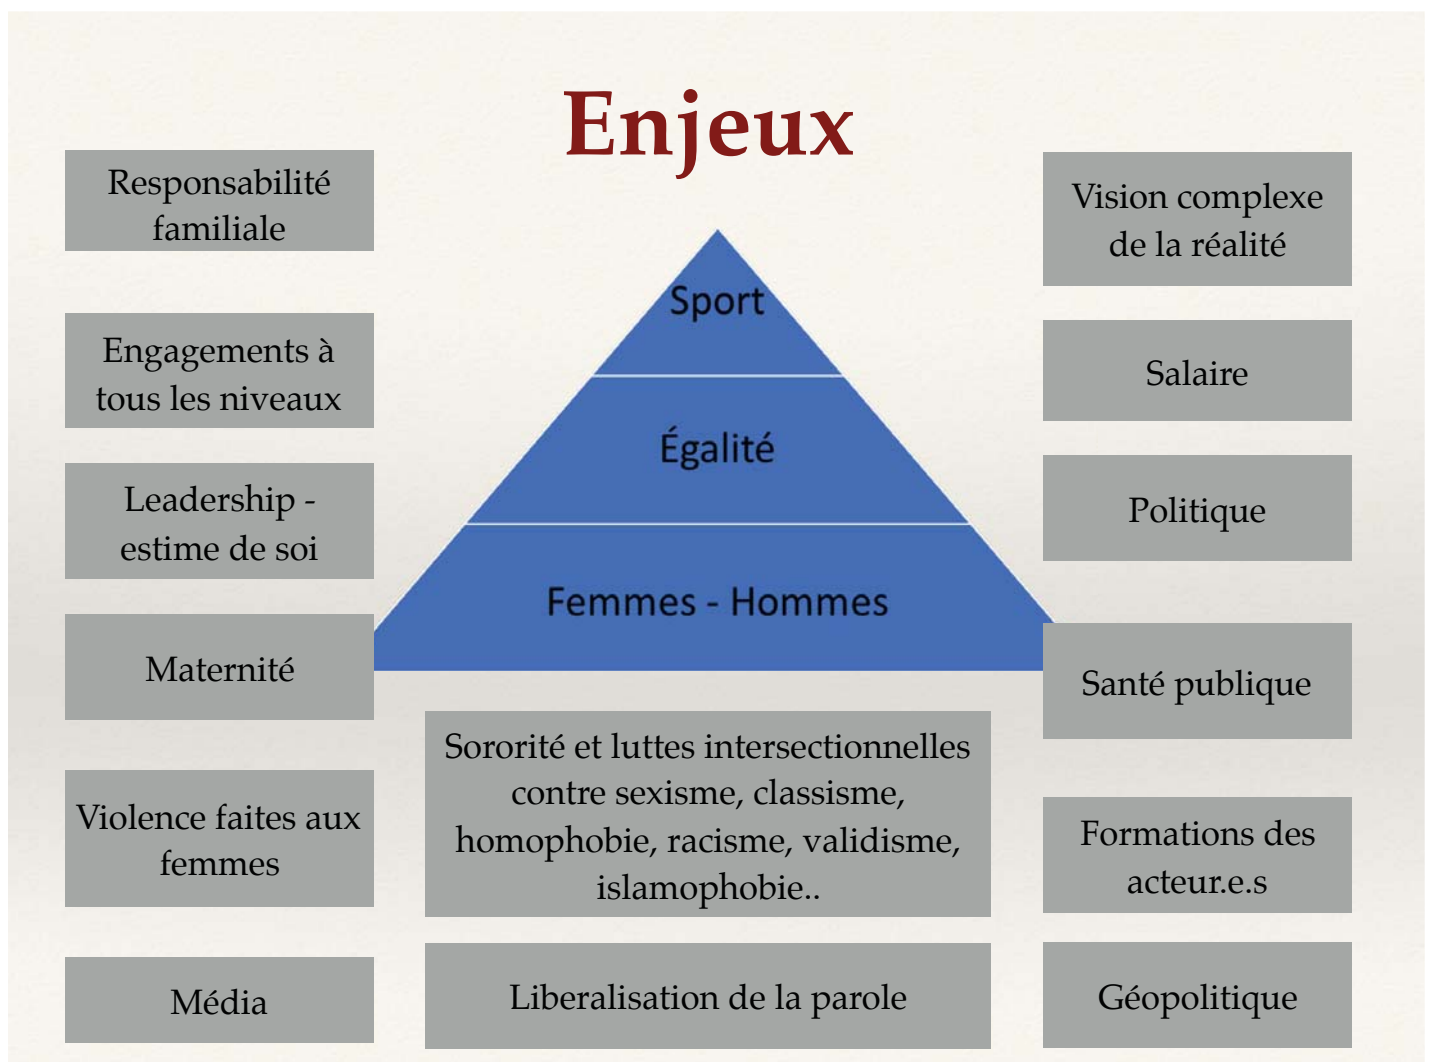 Enjeux
Responsabilité
familiale
Engagements à
tous les niveaux
Leadership -
estime de soi
Maternité
Violence faites aux
femmes
Média
Sport
Égalité
Femmes - Hommes
Sororité et luttes intersectionnelles
contre sexisme, classisme,
homophobie, racisme, validisme,
islamophobie..
Liberalisation de la parole
Vision complexe
de la réalité
Salaire
Politique
Santé publique
Formations des
acteur.e.s
Géopolitique